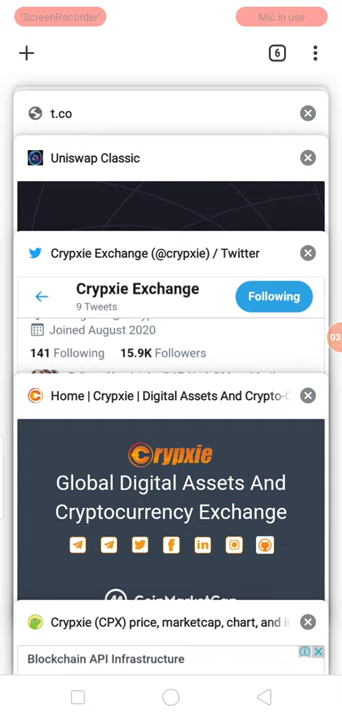 "ScreenRecorder"
Mic in use
6
t.co
Uniswap Classic
Crypxie Exchange (@crypxie) / Twitter
Crypxie Exchange
9 Tweets
Following
Joined August 2020
141 Following 15.9K Followers
03:
Home | Crypxie | Digital Assets And Crypto-C
Crypxie
Global Digital Assets And
Cryptocurrency Exchange
CoinMarketCap
Crypxie (CPX) price, marketcap, chart, and i
Blockchain API Infrastructure